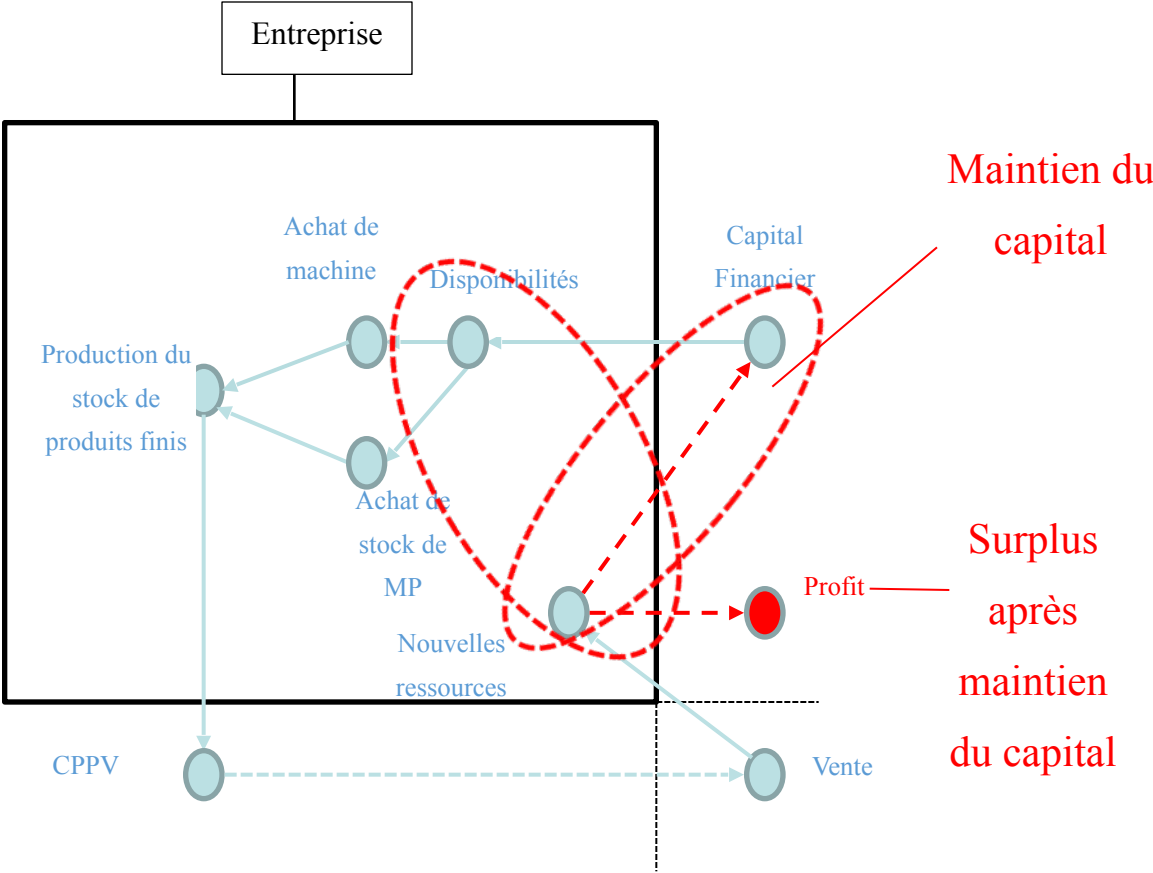 Entreprise
Maintien du
capital
Achat de
machine
Disponibilités
Capital
Financier
Production du
stock de
produits finis
Achat de
stock de
MP
Nouvelles
ressources
Profit
Surplus
après
maintien
du capital
CPPV
Vente